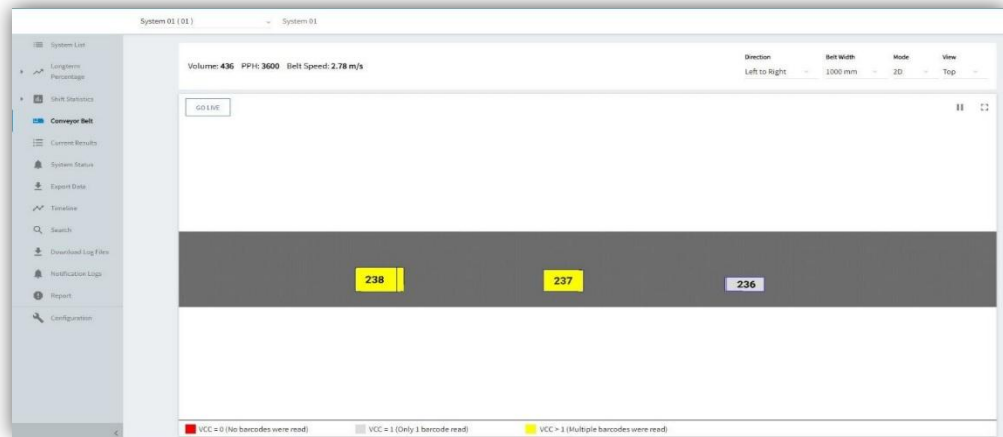 System 01 ( 01 )
System 01
System List
Longterm
Percentage
Shift Statistics
Conveyor Belt
Current Results
System Status
Export Data
Timeline
Search
Download Log Files
Notification Logs
Report
Configuration
Volume: 436 PPH: 3600 Belt Speed: 2.78 m/s
Direction
Left to Right
Belt Width
1000 mm
Mode
2D
View
Top
GO LIVE
238
237
236
VCC = 0 (No barcodes were read)
VCC = 1 (Only 1 barcode read)
VCC > 1 (Multiple barcodes were read)